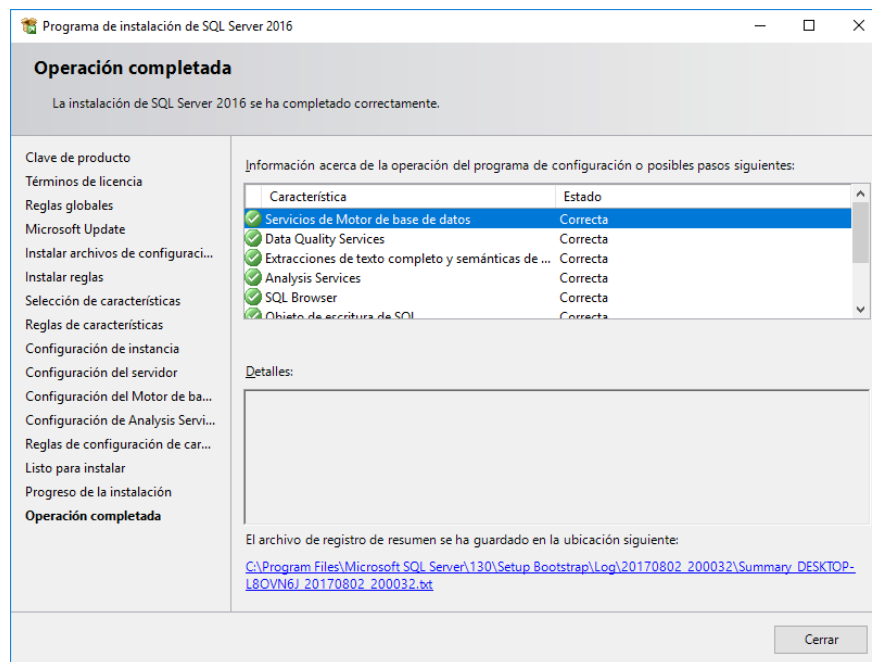 Programa de instalación de SQL Server 2016
Operación completada
La instalación de SQL Server 2016 se ha completado correctamente.
Clave de producto
Términos de licencia
Reglas globales
Microsoft Update
Instalar archivos de configuraci...
Instalar reglas
Selección de características
Reglas de características
Configuración de instancia
Configuración del servidor
Configuración del Motor de ba...
Configuración de Analysis Servi...
Reglas de configuración de car...
Listo para instalar
Progreso de la instalación
Operación completada
Información acerca de la operación del programa de configuración o posibles pasos siguientes:
Característica Estado
Servicios de Motor de base de datos Correcta
Data Quality Services Correcta
Extracciones de texto completo y semánticas de ... Correcta
Analysis Services Correcta
SQL Browser Correcta
Objeto de escritura de SQL Correcta
Detalles:
El archivo de registro de resumen se ha guardado en la ubicación siguiente:
C:\Program Files\Microsoft SQL Server\130\Setup Bootstrap\Log\20170802_200032\Summary_DESKTOP-
L8OVN6J_20170802_200032.txt
Cerrar